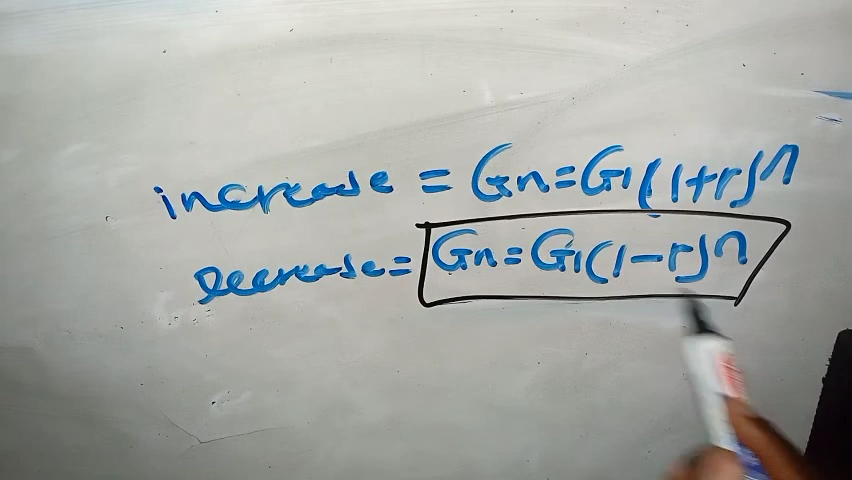 increase = Gn=G1(1+r)n
Decrease= Gn=G1(1-r)n